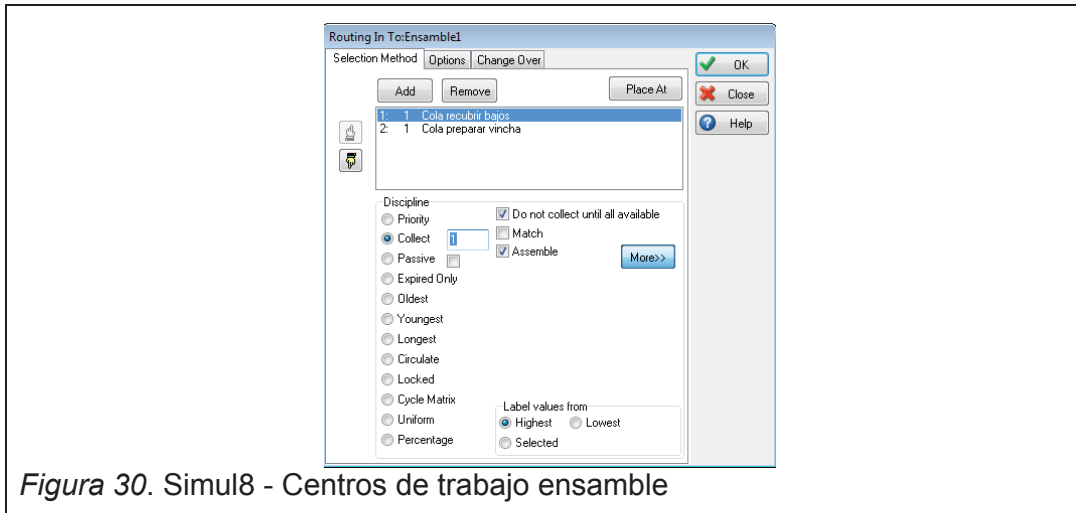 Routing In To:Ensamble1
Selection Method Options Change Over
OK
Add Remove Place At
Close
1: 1 Cola recubrir bajos
Help
2: 1 Cola preparar vincha
Discipline
Priority
Do not collect until all available
Collect 1
Match
Passive
Assemble
More>>
Expired Only
Oldest
Youngest
Longest
Circulate
Locked
Cycle Matrix
Label values from
Uniform
Highest Lowest
Percentage
Selected
Figura 30. Simul8 - Centros de trabajo ensamble